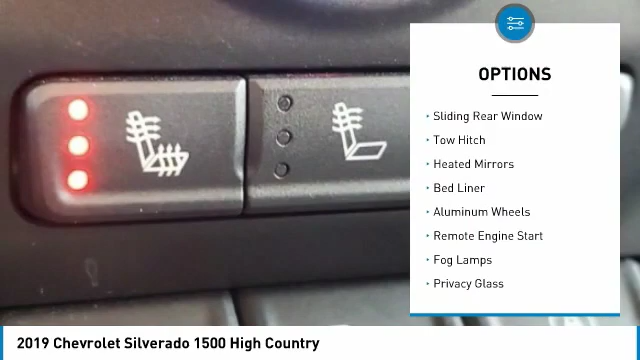 OPTIONS
Sliding Rear Window
Tow Hitch
Heated Mirrors
Bed Liner
Aluminum Wheels
Remote Engine Start
Fog Lamps
Privacy Glass
2019 Chevrolet Silverado 1500 High Country